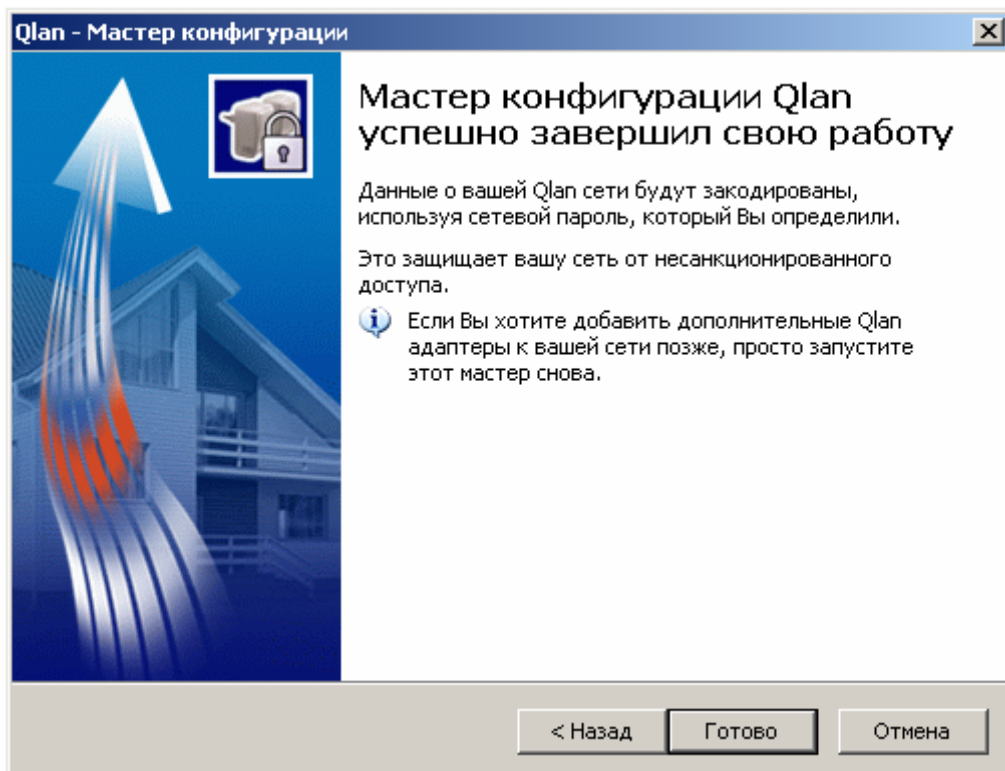 Qlan - Мастер конфигурации
Мастер конфигурации Qlan
успешно завершил свою работу
Данные о вашей Qlan сети будут закодированы,
используя сетевой пароль, который Вы определили.
Это защищает вашу сеть от несанкционированного
доступа.
Если Вы хотите добавить дополнительные Qlan
адаптеры к вашей сети позже, просто запустите
этот мастер снова.
< Назад
Готово
Отмена